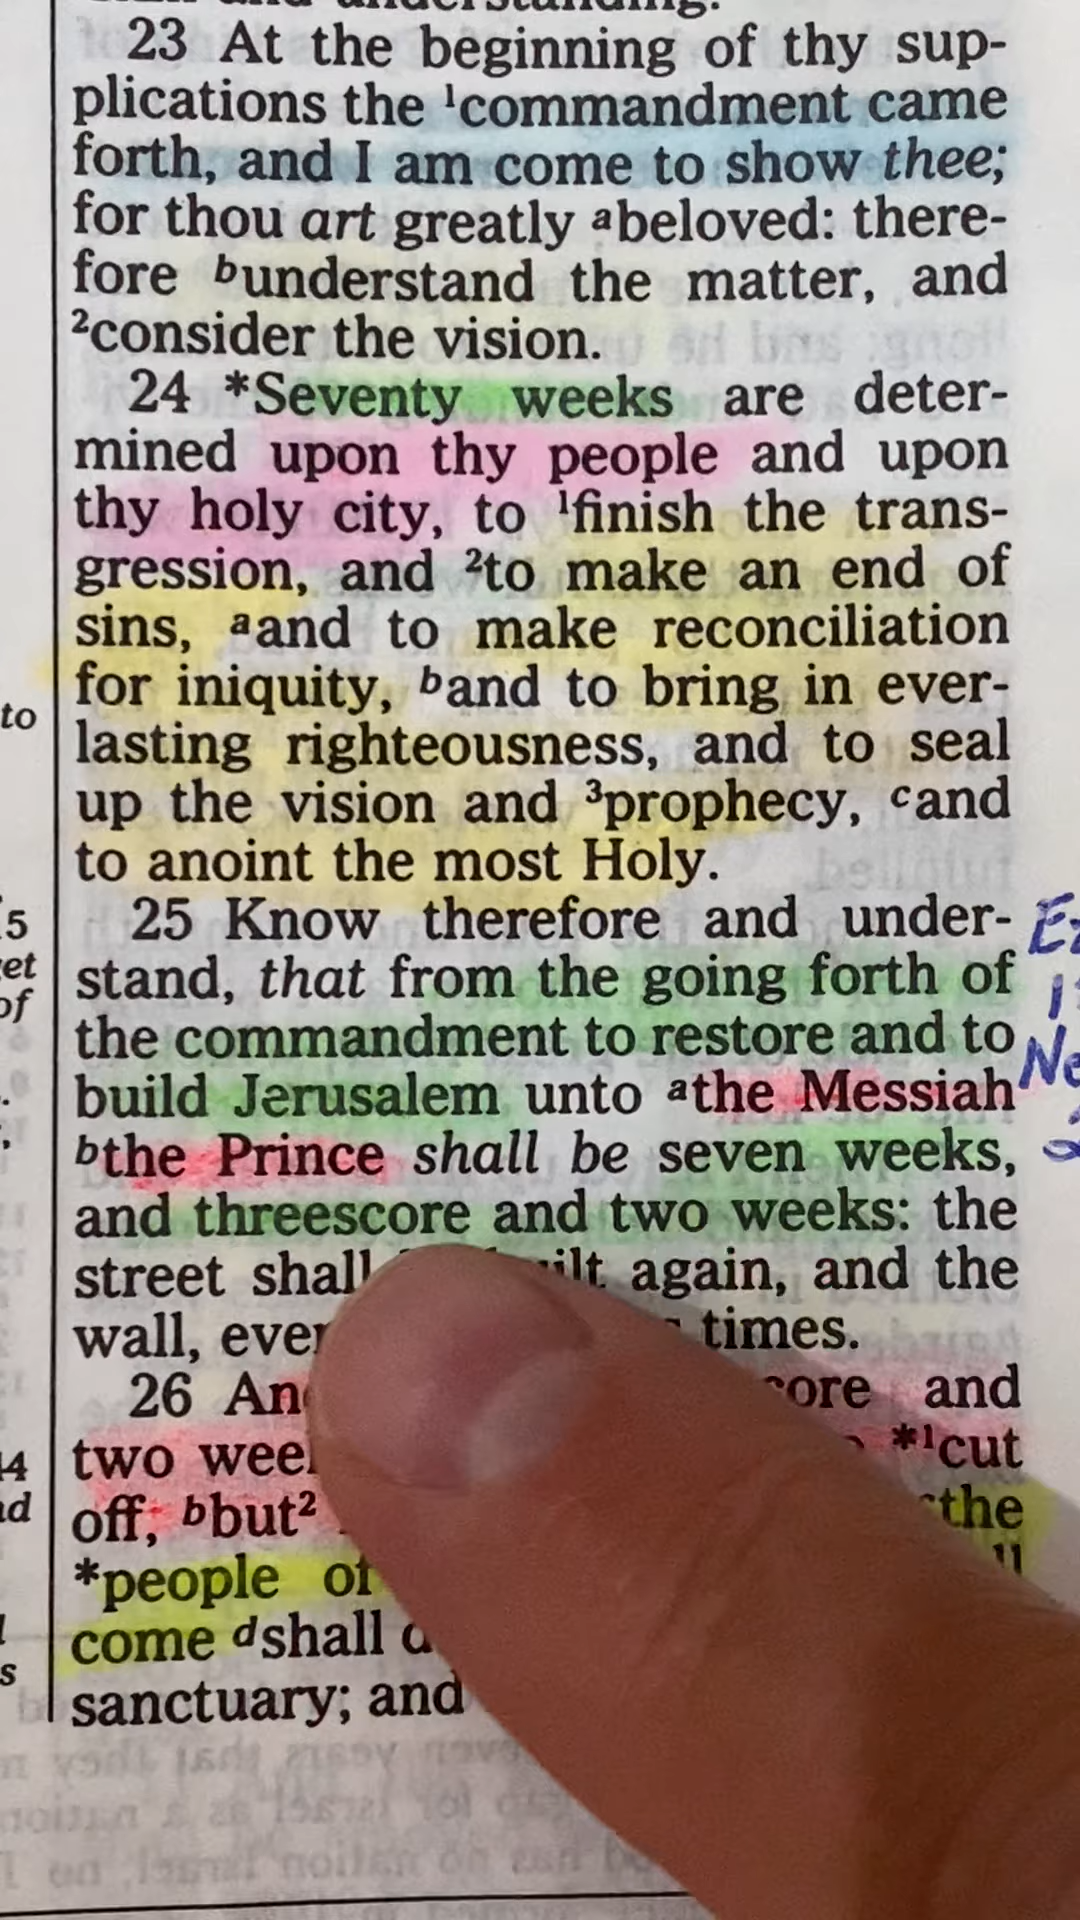 23 At the beginning of thy sup-
plications the ¹commandment came
forth, and I am come to show thee;
for thou art greatly ᵃbeloved: there-
fore ᵇunderstand the matter, and
²consider the vision.
24 *Seventy weeks are deter-
mined upon thy people and upon
thy holy city, to ¹finish the trans-
gression, and ²to make an end of
sins, ᵃand to make reconciliation
for iniquity, ᵇand to bring in ever-
lasting righteousness, and to seal
up the vision and ³prophecy, ᶜand
to anoint the most Holy.
25 Know therefore and under-
stand, that from the going forth of
the commandment to restore and to
build Jerusalem unto ᵃthe Messiah
ᵇthe Prince shall be seven weeks,
and threescore and two weeks: the
street shall again, and the
wall, times.
26 and
two *¹cut
off, ᵇbut² the
*people of
come ᵈshall
sanctuary; and
to